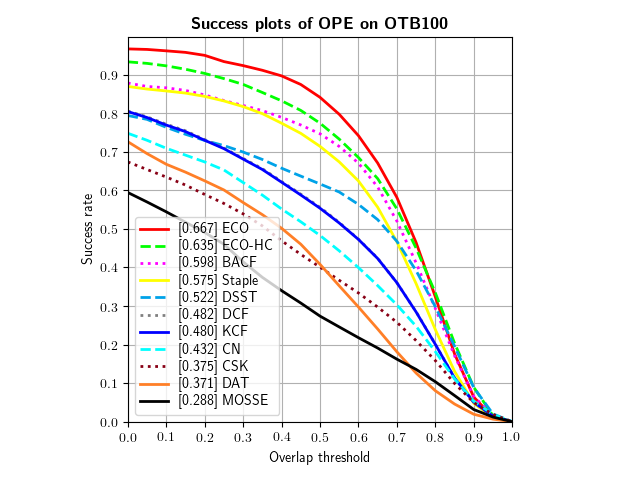 Success plots of OPE on OTB100
Success rate
0.9
0.8
0.7
0.6
0.5
0.4
0.3
0.2
0.1
0.0
[0.667] ECO
[0.635] ECO-HC
[0.598] BACF
[0.575] Staple
[0.522] DSST
[0.482] DCF
[0.480] KCF
[0.432] CN
[0.375] CSK
[0.371] DAT
[0.288] MOSSE
0.0 0.1 0.2 0.3 0.4 0.5 0.6 0.7 0.8 0.9 1.0
Overlap threshold